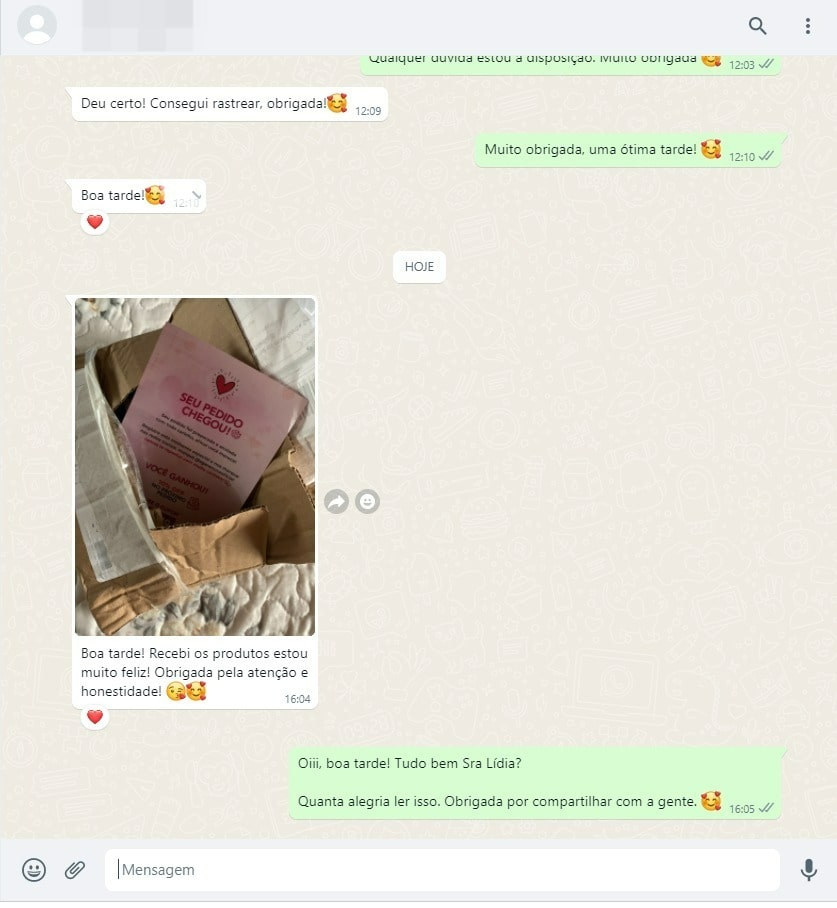 Qualquer dúvida estou à disposição. Muito obrigada 🥰 12:03
Deu certo! Consegui rastrear, obrigada!🥰 12:09
Muito obrigada, uma ótima tarde! 🥰 12:10
Boa tarde!🥰 12:10
HOJE
SEU PEDIDO
CHEGOU!
VOCÊ GANHOU!
Boa tarde! Recebi os produtos estou
muito feliz! Obrigada pela atenção e
honestidade! 😘🥰 16:04
Oiii, boa tarde! Tudo bem Sra Lídia?
Quanta alegria ler isso. Obrigada por compartilhar com a gente. 🥰 16:05
Mensagem